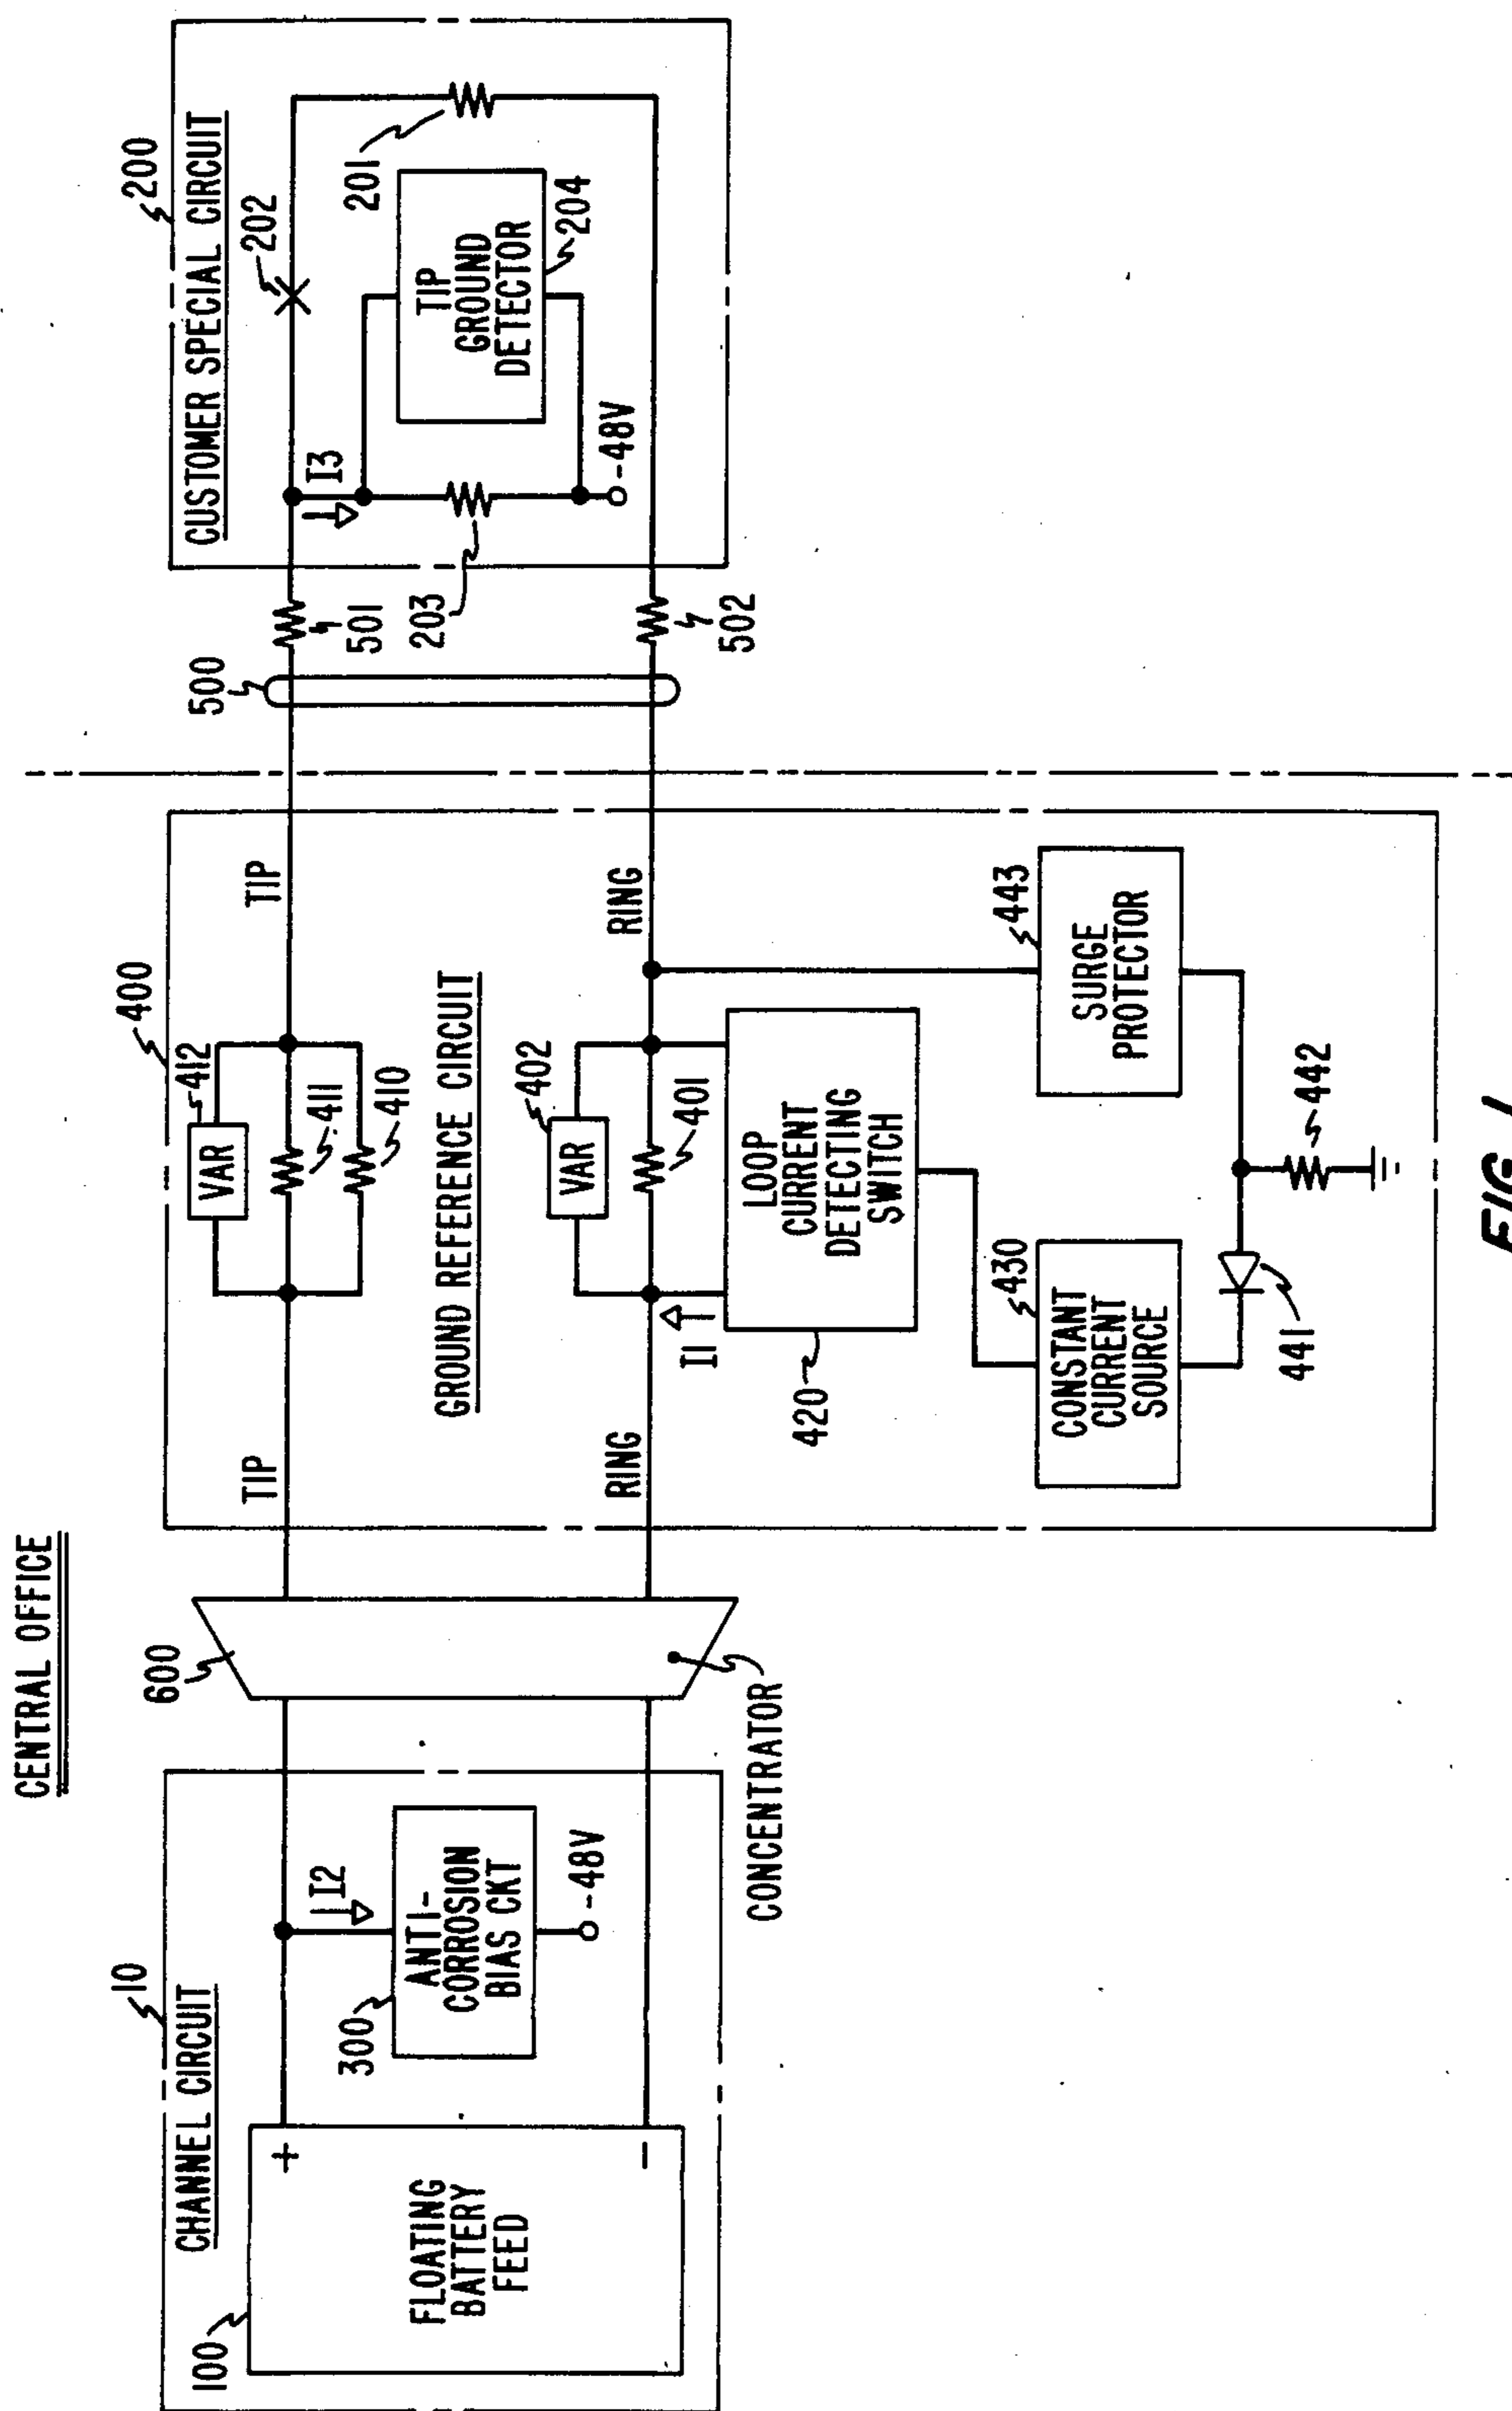 CENTRAL OFFICE
10
CHANNEL CIRCUIT
100
FLOATING
BATTERY
FEED
+
-
I2
300
ANTI-
CORROSION
BIAS CKT
-48V
600
CONCENTRATOR
400
TIP
TIP
412
VAR
411
410
GROUND REFERENCE CIRCUIT
RING
RING
402
VAR
401
I1
420
LOOP
CURRENT
DETECTING
SWITCH
430
CONSTANT
CURRENT
SOURCE
441
442
443
SURGE
PROTECTOR
500
501
502
200
CUSTOMER SPECIAL CIRCUIT
202
I3
203
201
TIP
GROUND
DETECTOR
204
-48V
FIG. 1